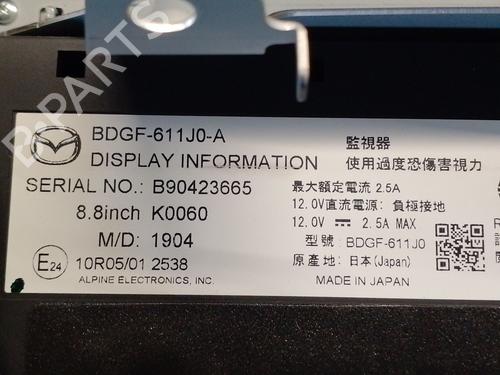 B-PARTS
BDGF-611J0-A
DISPLAY INFORMATION
SERIAL NO.: B90423665
8.8inch K0060
M/D: 1904
E24 10R05/01 2538
ALPINE ELECTRONICS, INC.
監視器
使用過度恐傷害視力
最大額定電流 2.5A
12.0V直流電源: 負極接地
12.0V 2.5A MAX
型號: BDGF-611J0
原產地: 日本(Japan)
MADE IN JAPAN